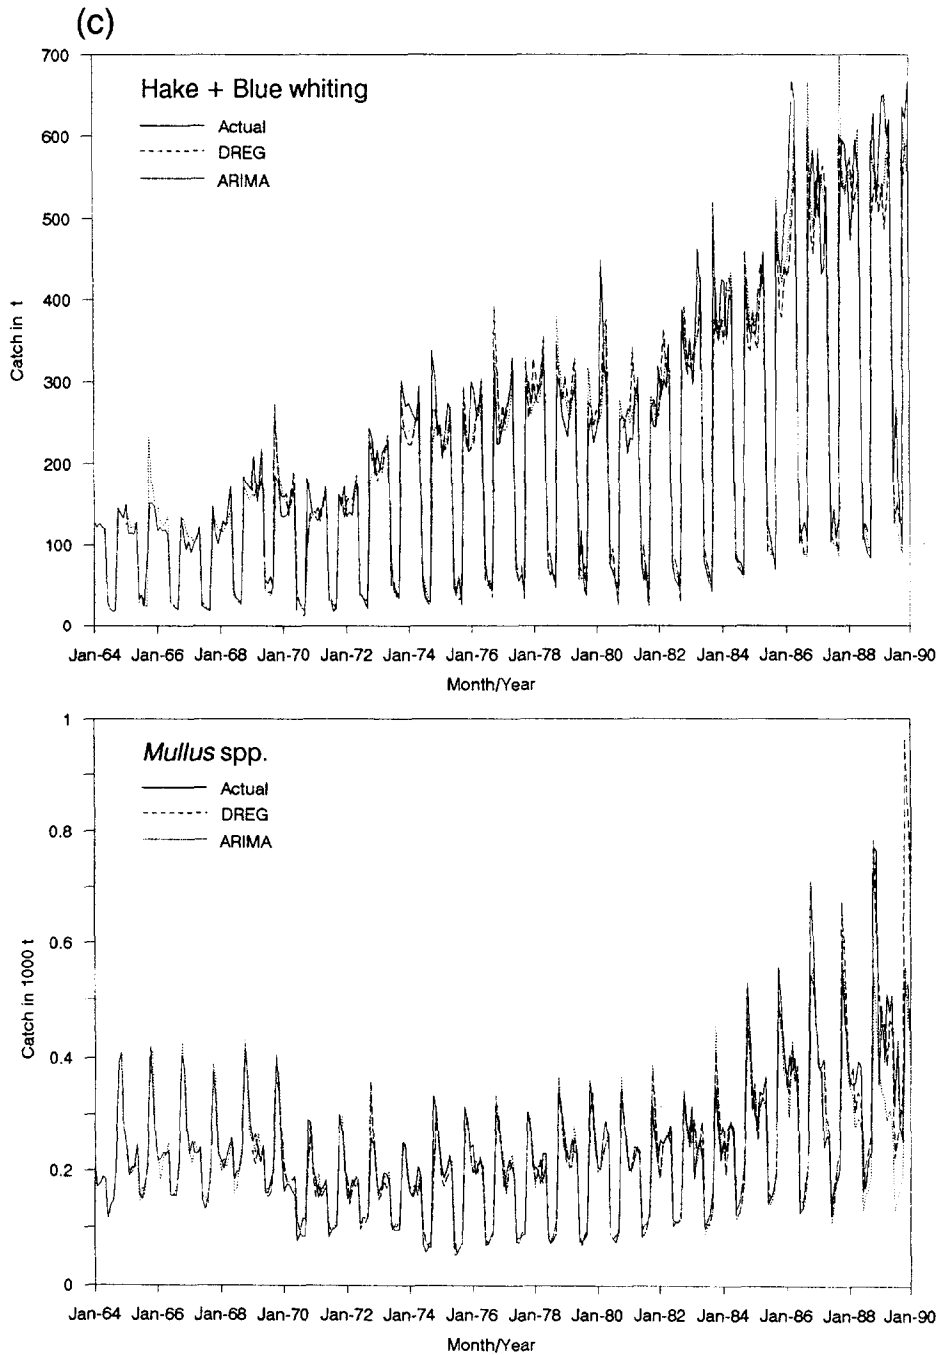 (c)
700
600
500
400
300
200
100
0
Catch in t
Hake + Blue whiting
Actual
DREG
ARIMA
Jan-64 Jan-66 Jan-68 Jan-70 Jan-72 Jan-74 Jan-76 Jan-78 Jan-80 Jan-82 Jan-84 Jan-86 Jan-88 Jan-90
Month/Year
1
0.8
0.6
0.4
0.2
0
Catch in 1000 t
Mullus spp.
Actual
DREG
ARIMA
Jan-64 Jan-66 Jan-68 Jan-70 Jan-72 Jan-74 Jan-76 Jan-78 Jan-80 Jan-82 Jan-84 Jan-86 Jan-88 Jan-90
Month/Year